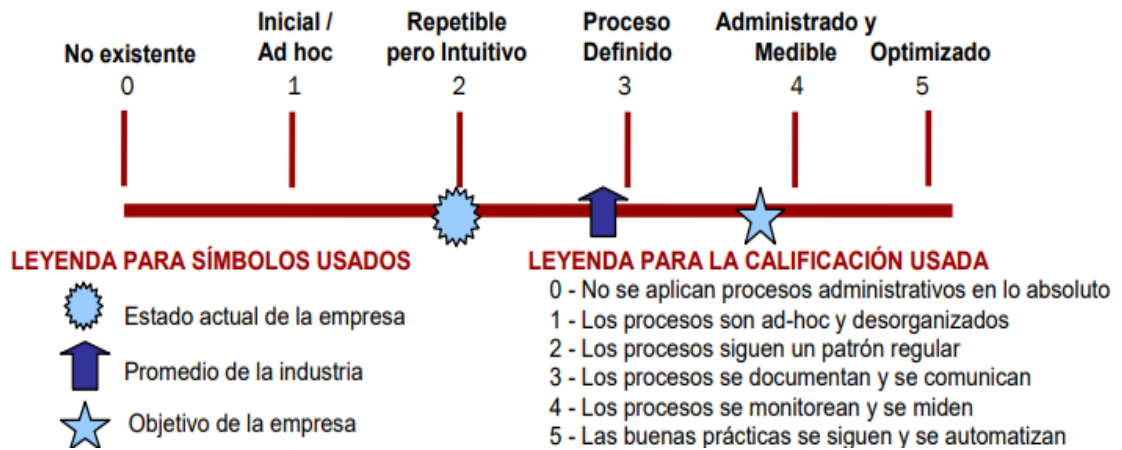 No existente
0
Inicial /
Ad hoc
1
Repetible
pero Intuitivo
2
Proceso
Definido
3
Administrado y
Medible
4
Optimizado
5
LEYENDA PARA SÍMBOLOS USADOS
Estado actual de la empresa
Promedio de la industria
Objetivo de la empresa
LEYENDA PARA LA CALIFICACIÓN USADA
0 - No se aplican procesos administrativos en lo absoluto
1 - Los procesos son ad-hoc y desorganizados
2 - Los procesos siguen un patrón regular
3 - Los procesos se documentan y se comunican
4 - Los procesos se monitorean y se miden
5 - Las buenas prácticas se siguen y se automatizan